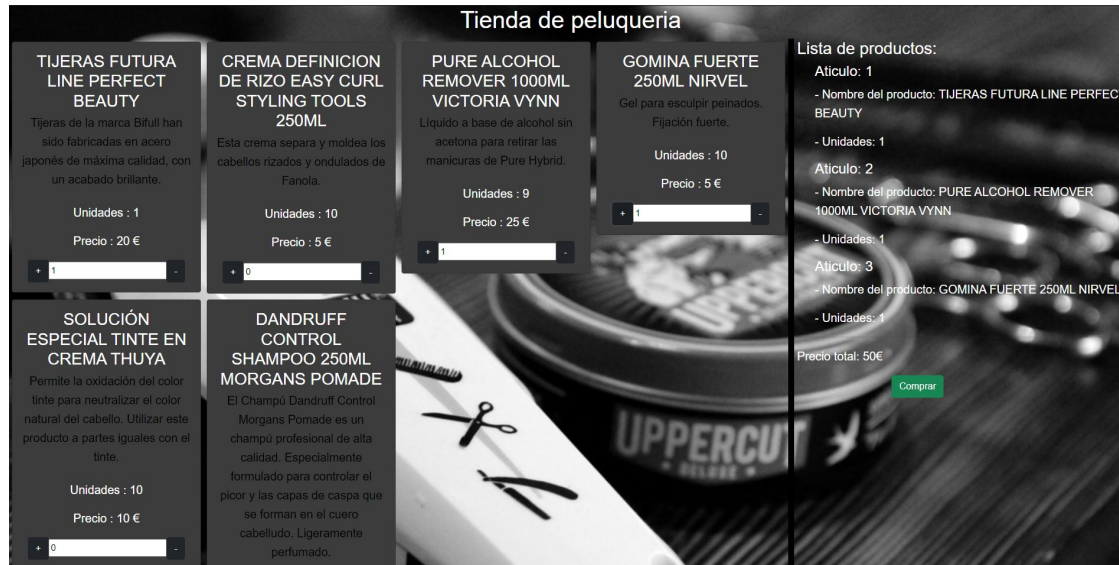 Tienda de peluqueria
TIJERAS FUTURA
LINE PERFECT
BEAUTY
Tijeras de la marca Bifull han
sido fabricadas en acero
japonés de máxima calidad, con
un acabado brillante.
Unidades : 1
Precio : 20 €
+ 1 -
CREMA DEFINICION
DE RIZO EASY CURL
STYLING TOOLS
250ML
Esta crema separa y moldea los
cabellos rizados y ondulados de
Fanola.
Unidades : 10
Precio : 5 €
+ 0 -
PURE ALCOHOL
REMOVER 1000ML
VICTORIA VYNN
Líquido a base de alcohol sin
acetona para retirar las
manicuras de Pure Hybrid.
Unidades : 9
Precio : 25 €
+ 1 -
GOMINA FUERTE
250ML NIRVEL
Gel para esculpir peinados.
Fijación fuerte.
Unidades : 10
Precio : 5 €
+ 1 -
SOLUCIÓN
ESPECIAL TINTE EN
CREMA THUYA
Permite la oxidación del color
tinte para neutralizar el color
natural del cabello. Utilizar este
producto a partes iguales con el
tinte.
Unidades : 10
Precio : 10 €
+ 0 -
DANDRUFF
CONTROL
SHAMPOO 250ML
MORGANS POMADE
El Champú Dandruff Control
Morgans Pomade es un
champú profesional de alta
calidad. Especialmente
formulado para controlar el
picor y las capas de caspa que
se forman en el cuero
cabelludo. Ligeramente
perfumado.
Lista de productos:
Aticulo: 1
- Nombre del producto: TIJERAS FUTURA LINE PERFEC
BEAUTY
- Unidades: 1
Aticulo: 2
- Nombre del producto: PURE ALCOHOL REMOVER
1000ML VICTORIA VYNN
- Unidades: 1
Aticulo: 3
- Nombre del producto: GOMINA FUERTE 250ML NIRVEL
- Unidades: 1
Precio total: 50€
Comprar
UPPERCUT
DELUXE